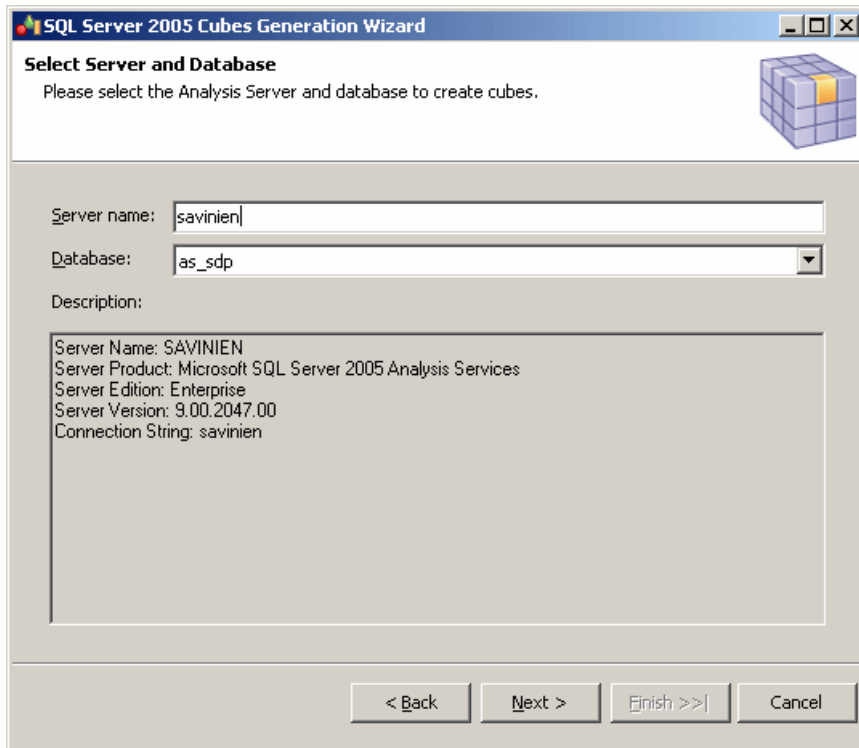 SQL Server 2005 Cubes Generation Wizard
Select Server and Database
Please select the Analysis Server and database to create cubes.
Server name: savinien
Database: as_sdp
Description:
Server Name: SAVINIEN
Server Product: Microsoft SQL Server 2005 Analysis Services
Server Edition: Enterprise
Server Version: 9.00.2047.00
Connection String: savinien
< Back Next > Finish >>| Cancel